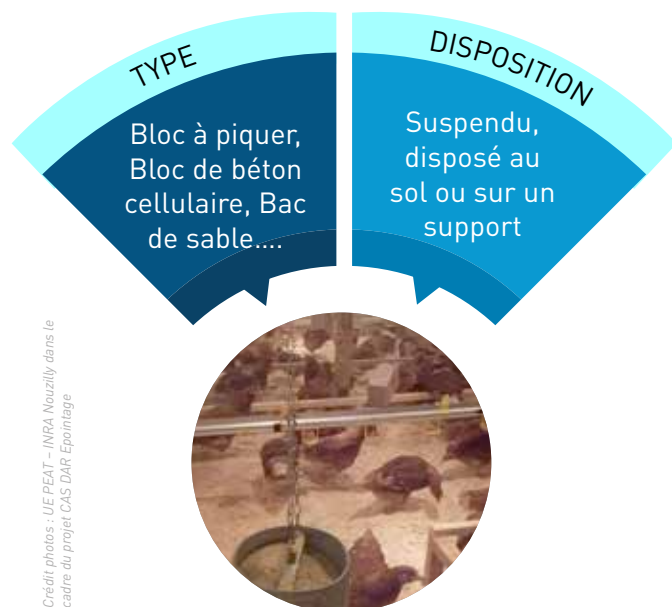 TYPE
Bloc à piquer,
Bloc de béton
cellulaire, Bac
de sable....
DISPOSITION
Suspendu,
disposé au
sol ou sur un
support
Crédit photos : UE PEAT – INRA Nouzilly dans le
cadre du projet CAS DAR Epointage